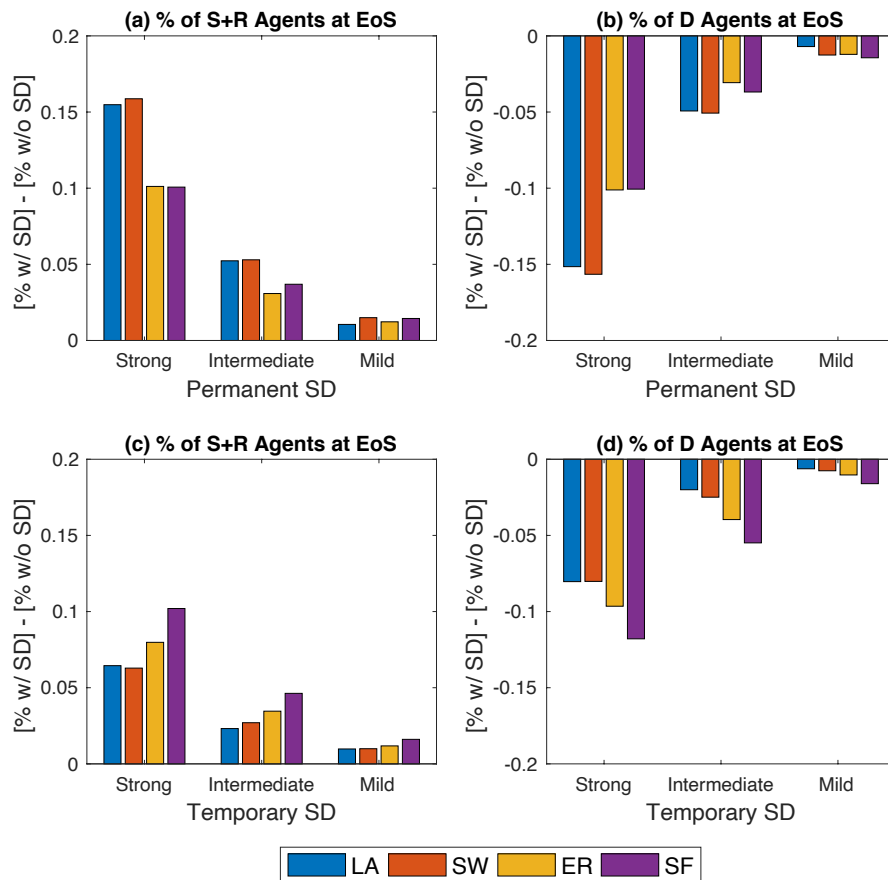 (a) % of S+R Agents at EoS
[% w/ SD] - [% w/o SD]
0.2
0.15
0.1
0.05
0
Strong Intermediate Mild
Permanent SD
(b) % of D Agents at EoS
[% w/ SD] - [% w/o SD]
0
-0.05
-0.1
-0.15
-0.2
Strong Intermediate Mild
Permanent SD
(c) % of S+R Agents at EoS
[% w/ SD] - [% w/o SD]
0.2
0.15
0.1
0.05
0
Strong Intermediate Mild
Temporary SD
(d) % of D Agents at EoS
[% w/ SD] - [% w/o SD]
0
-0.05
-0.1
-0.15
-0.2
Strong Intermediate Mild
Temporary SD
LA SW ER SF